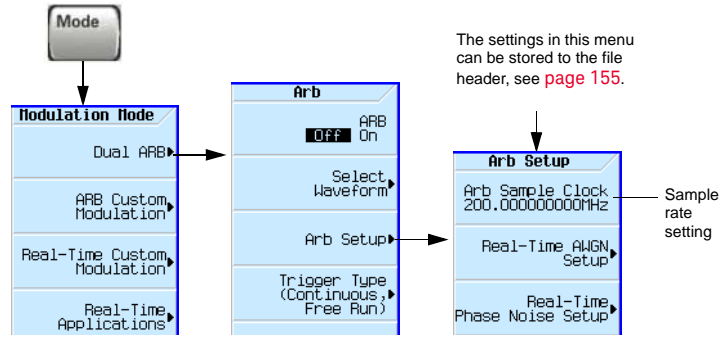 Mode
The settings in this menu
can be stored to the file
header, see page 155.
Modulation Mode
Dual ARB
ARB Custom
Modulation
Real-Time Custom
Modulation
Real-Time
Applications
Arb
ARB
Off On
Select
Waveform
Arb Setup
Trigger Type
(Continuous,
Free Run)
Arb Setup
Arb Sample Clock
200.000000000MHz
Real-Time AWGN
Setup
Real-Time
Phase Noise Setup
Sample
rate
setting